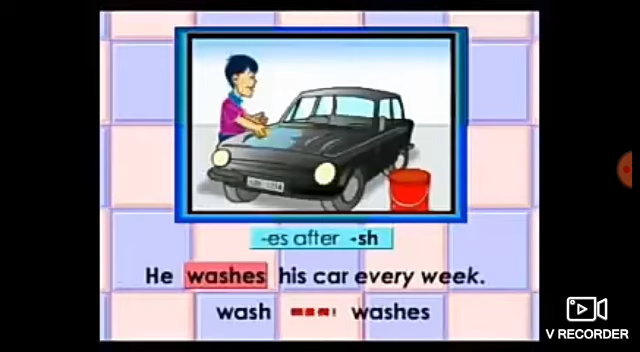 -es after -sh
He washes his car every week.
wash washes
V RECORDER